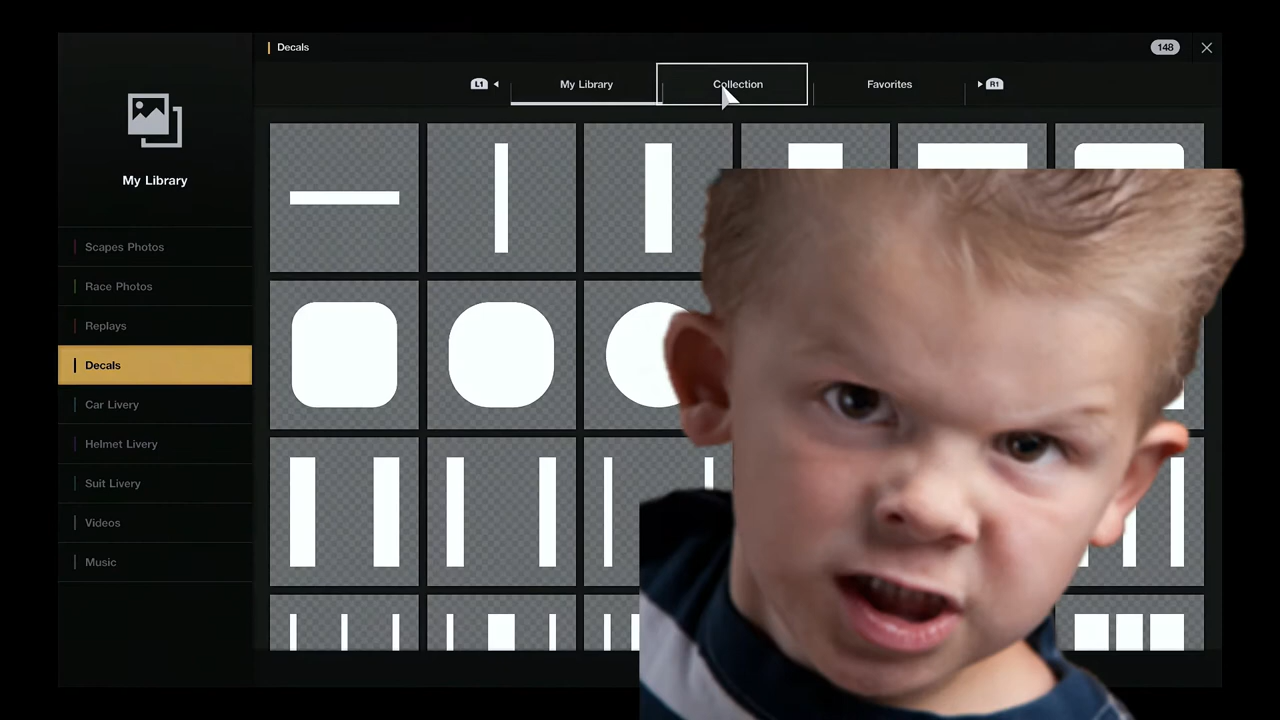 Decals
148
L1
My Library
Collection
Favorites
R1
My Library
Scapes Photos
Race Photos
Replays
Decals
Car Livery
Helmet Livery
Suit Livery
Videos
Music